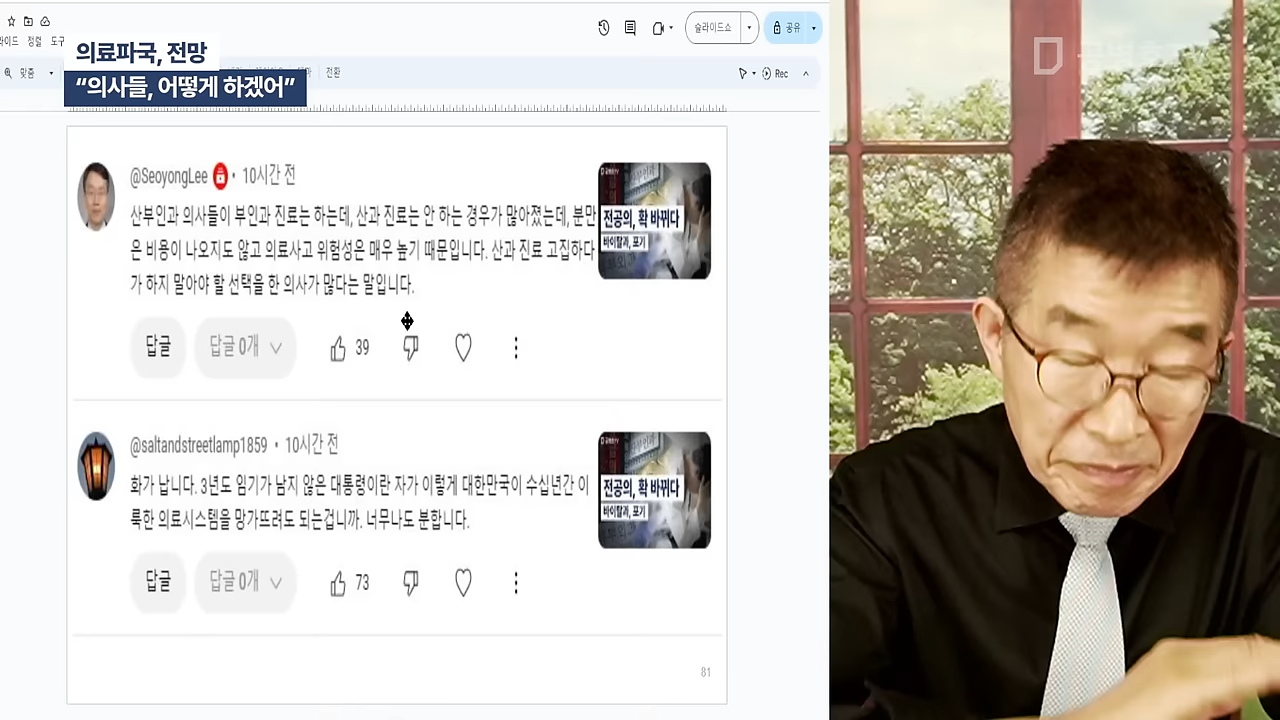 의료파국, 전망
“의사들, 어떻게 하겠어”
정렬
도구
슬라이드쇼
공유
맞춤
전환
Rec
@SeoyongLee · 10시간 전
산부인과 의사들이 부인과 진료는 하는데, 산과 진료는 안 하는 경우가 많아졌는데, 분만
은 비용이 나오지도 않고 의료사고 위험성은 매우 높기 때문입니다. 산과 진료 고집하다
가 하지 말아야 할 선택을 한 의사가 많다는 말입니다.
전공의, 확 바뀌다
바이탈과, 포기
답글
답글 0개
39
@saltandstreetlamp1859 · 10시간 전
화가 납니다. 3년도 임기가 남지 않은 대통령이란 자가 이렇게 대한민국이 수십년간 이
룩한 의료시스템을 망가뜨려도 되는겁니까. 너무나도 분합니다.
전공의, 확 바뀌다
바이탈과, 포기
답글
답글 0개
73
81